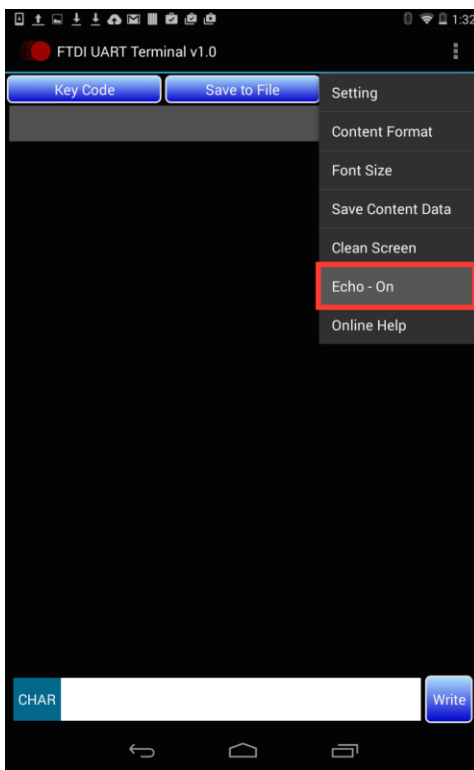 1:32
FTDI UART Terminal v1.0
Key Code
Save to File
Setting
Content Format
Font Size
Save Content Data
Clean Screen
Echo - On
Online Help
CHAR
Write